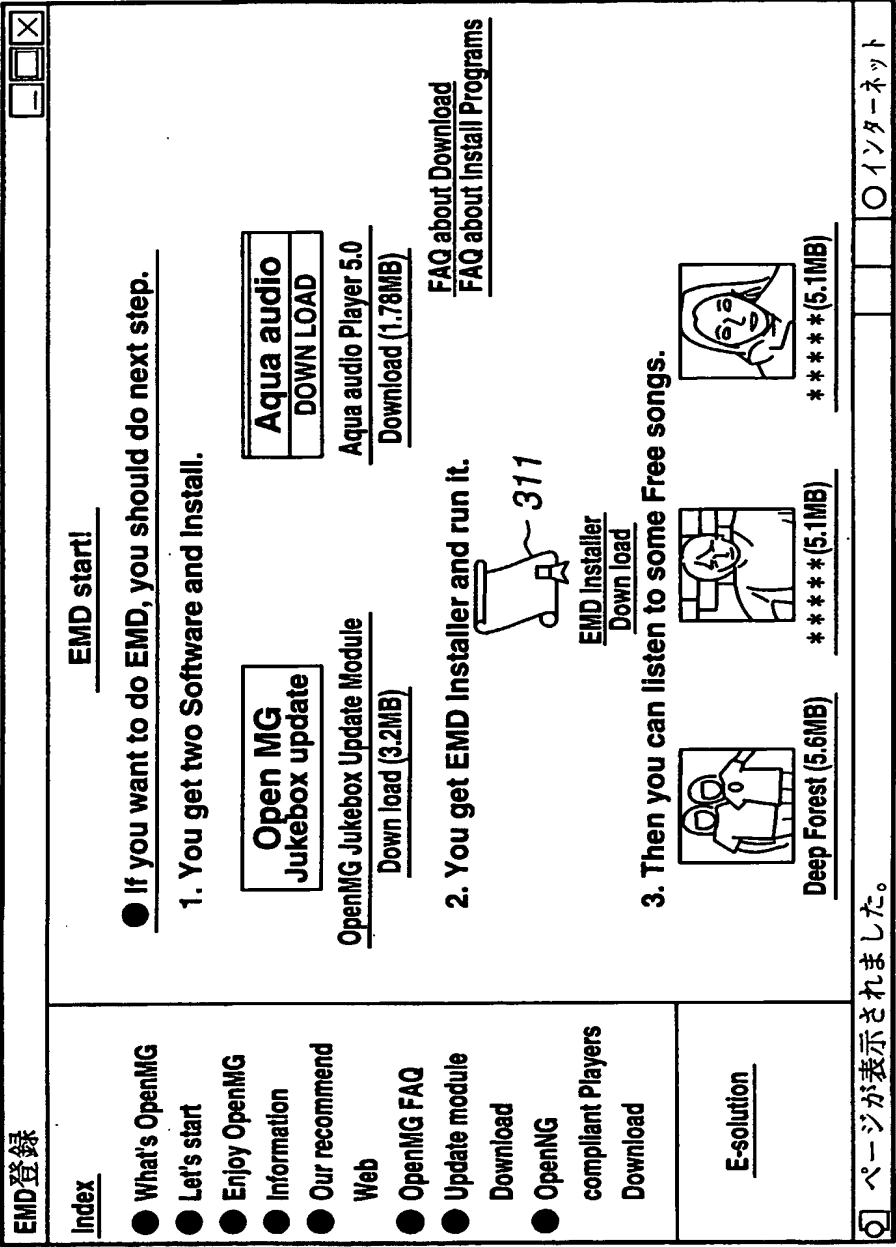 EMD登録
Index
What's OpenMG
Let's start
Enjoy OpenMG
Information
Our recommend
Web
OpenMG FAQ
Update module
Download
OpenNG
compliant Players
Download
E-solution
EMD start!
If you want to do EMD, you should do next step.
1. You get two Software and Install.
Open MG
Jukebox update
OpenMG Jukebox Update Module
Down load (3.2MB)
Aqua audio
DOWN LOAD
Aqua audio Player 5.0
Download (1.78MB)
FAQ about Download
FAQ about Install Programs
2. You get EMD Installer and run it.
311
EMD Installer
Down load
3. Then you can listen to some Free songs.
Deep Forest (5.6MB)
*****(5.1MB)
*****(5.1MB)
ページが表示されました。
インターネット